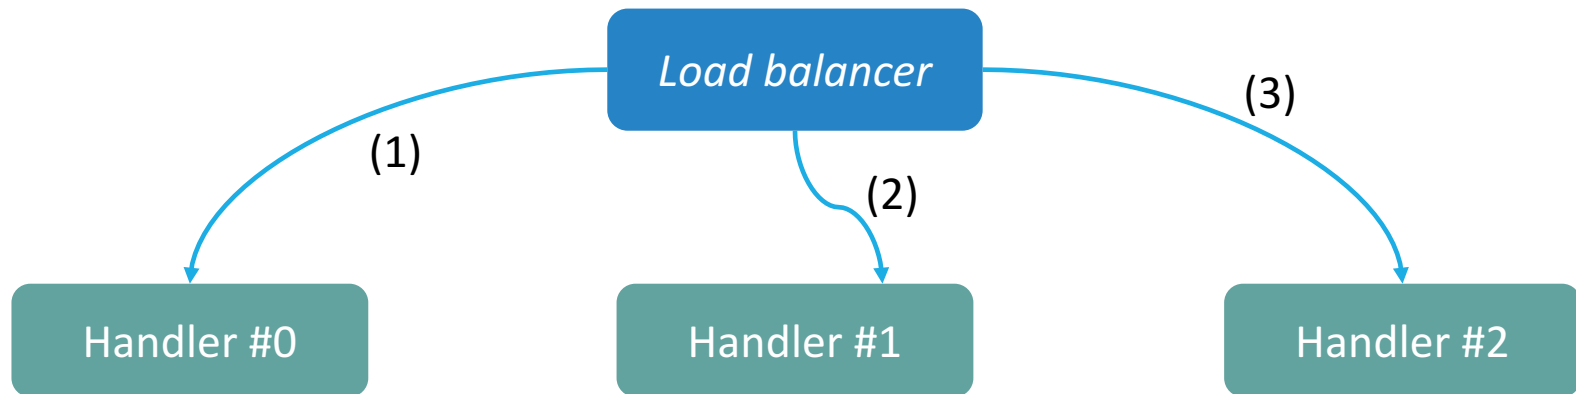 Load balancer
(1)
(2)
(3)
Handler #0
Handler #1
Handler #2